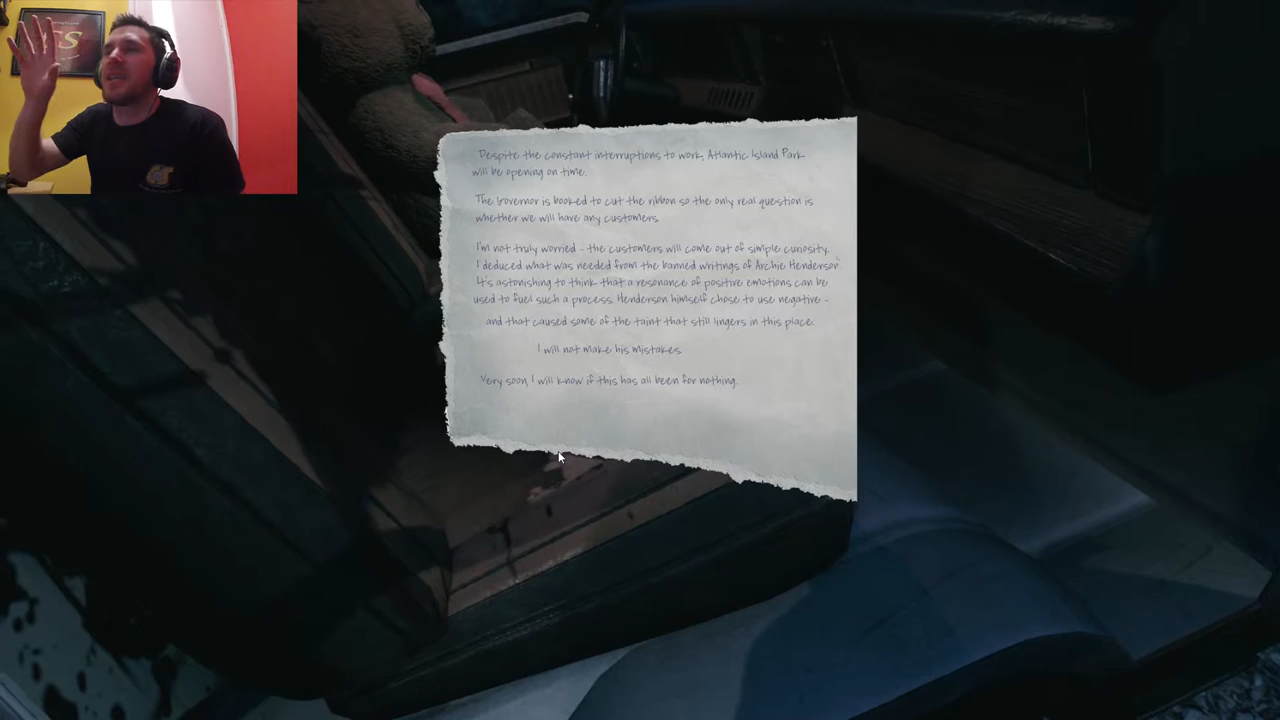 Despite the constant interruptions to work, Atlantic Island Park
will be opening on time.
The Governor is booked to cut the ribbon so the only real question is
whether we will have any customers.
I'm not truly worried - the customers will come out of simple curiosity.
I deduced what was needed from the banned writings of Archie Henderson.
It's astonishing to think that a resonance of positive emotions can be
used to fuel such a process. Henderson himself chose to use negative -
and that caused some of the taint that still lingers in this place.
I will not make his mistakes.
Very soon, I will know if this has all been for nothing.